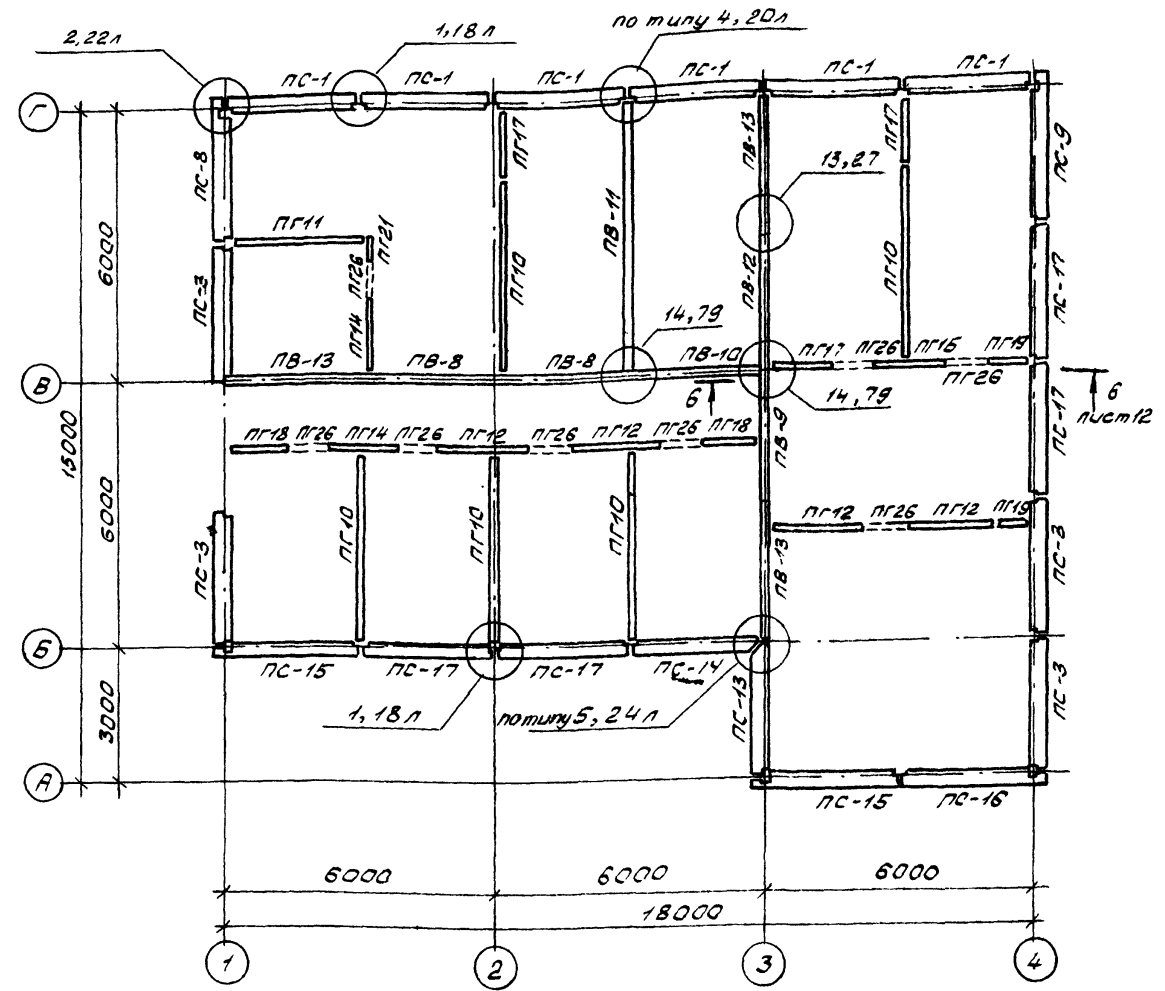 2,22л
1,18л
по типу 4, 20л
ПС-1
ПС-1
ПС-1
ПС-1
ПС-1
ПС-1
Г
ПС-8
ПГ17
ПВ-11
ПВ-13
13,27
ПГ17
ПС-9
ПГ11
ПГ21
ПГ26
ПГ14
ПГ10
ПВ-12
ПГ10
ПС-17
ПС-3
6000
14,79
ПВ-13
ПВ-8
ПВ-8
ПВ-10
ПГ17
ПГ26
ПГ15
ПГ19
ПГ26
В
6
14,79
6
лист 12
15000
ПГ18
ПГ26
ПГ14
ПГ26
ПГ12
ПГ26
ПГ12
ПГ26
ПГ18
ПВ-9
ПС-17
6000
ПС-3
ПГ10
ПГ10
ПГ10
ПГ12
ПГ26
ПГ12
ПГ19
ПВ-13
ПС-3
Б
ПС-15
ПС-17
ПС-17
ПС-14
3000
1,18л
по типу 5, 24л
ПС-13
ПС-3
А
ПС-15
ПС-16
6000
6000
6000
18000
1
2
3
4